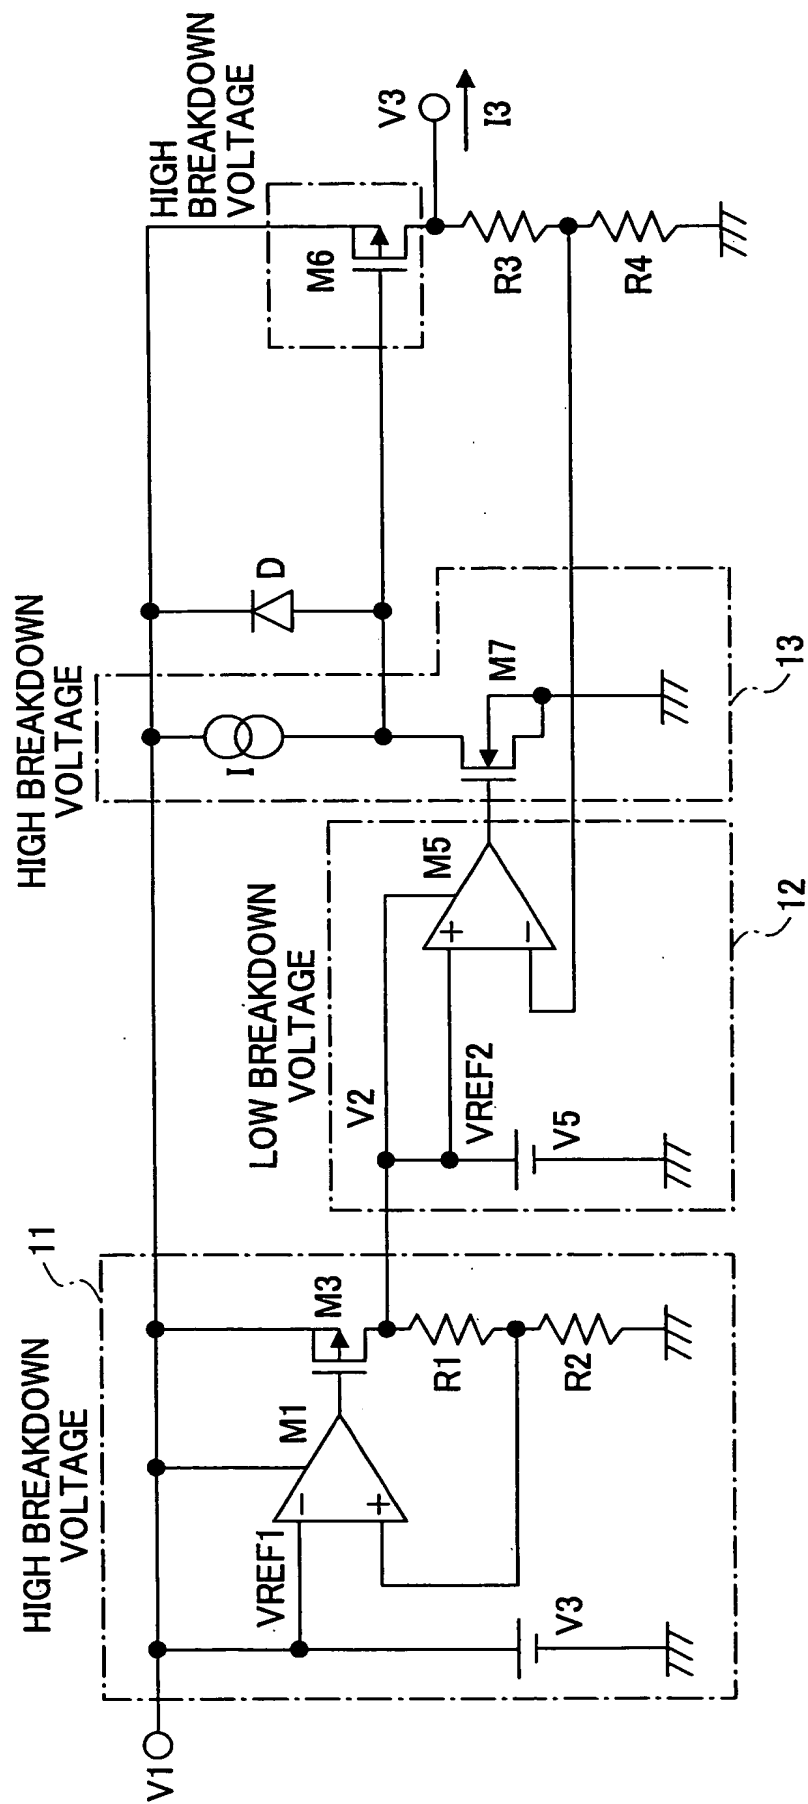 HIGH BREAKDOWN
VOLTAGE
11
V1
VREF1
V3
M1
−
+
M3
R1
R2
LOW BREAKDOWN
VOLTAGE
V2
VREF2
V5
M5
+
−
12
HIGH BREAKDOWN
VOLTAGE
I
D
M7
13
HIGH
BREAKDOWN
VOLTAGE
M6
V3
I3
R3
R4